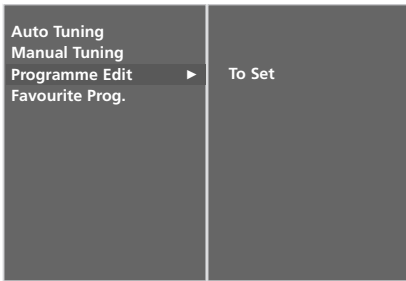 Auto Tuning
Manual Tuning
Programme Edit ► To Set
Favourite Prog.